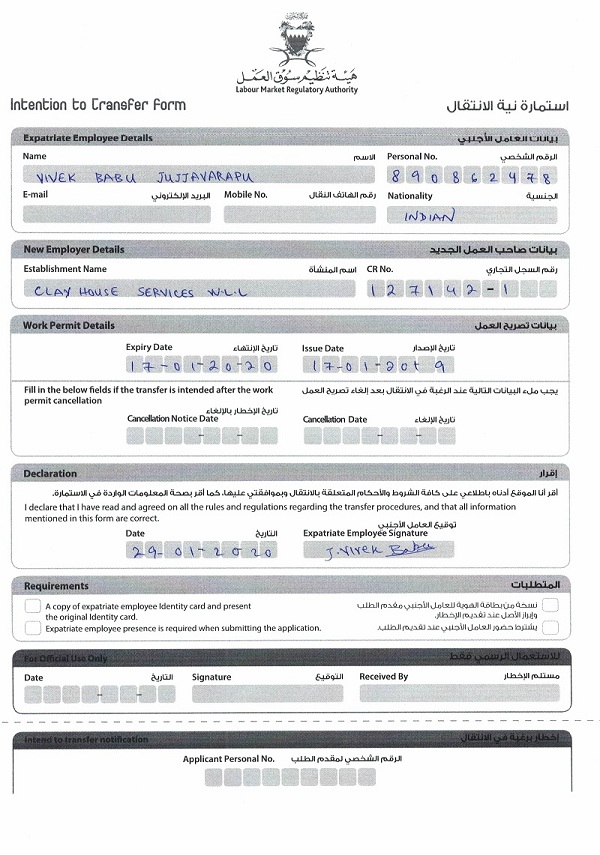 هيئة تنظيم سوق العمل
Labour Market Regulatory Authority
Intention to Transfer form استمارة نية الانتقال
Expatriate Employee Details بيانات العامل الأجنبي
Name الاسم Personal No. الرقم الشخصي
VIVEK BABU JUJJAVARAPU 890862478
E-mail البريد الإلكتروني Mobile No. رقم الهاتف النقال Nationality الجنسية
INDIAN
New Employer Details بيانات صاحب العمل الجديد
Establishment Name اسم المنشأة CR No. رقم السجل التجاري
CLAY HOUSE SERVICES W.L.L 127142-1
Work Permit Details بيانات تصريح العمل
Expiry Date تاريخ الإنتهاء Issue Date تاريخ الإصدار
17-01-2020 17-01-2019
Fill in the below fields if the transfer is intended after the work permit cancellation يجب ملء البيانات التالية عند الرغبة في الانتقال بعد إلغاء تصريح العمل
Cancellation Notice Date تاريخ الإخطار بالإلغاء Cancellation Date تاريخ الإلغاء
Declaration إقرار
أقر أنا الموقع أدناه باطلاعي على كافة الشروط والأحكام المتعلقة بالانتقال وبموافقتي عليها، كما أقر بصحة المعلومات الواردة في الاستمارة.
I declare that I have read and agreed on all the rules and regulations regarding the transfer procedures, and that all information
mentioned in this form are correct.
Date التاريخ Expatriate Employee Signature توقيع العامل الأجنبي
29-01-2020 J. Vivek Babu
Requirements المتطلبات
A copy of expatriate employee Identity card and present نسخة من بطاقة الهوية للعامل الأجنبي مقدم الطلب
the original Identity card. وإبراز الأصل عند تقديم الإخطار.
Expatriate employee presence is required when submitting the application. يشترط حضور العامل الأجنبي عند تقديم الطلب.
For Official Use Only للاستعمال الرسمي فقط
Date التاريخ Signature التوقيع Received By مستلم الإخطار
Intend to transfer notification إخطار برغبة في الانتقال
Applicant Personal No. الرقم الشخصي لمقدم الطلب